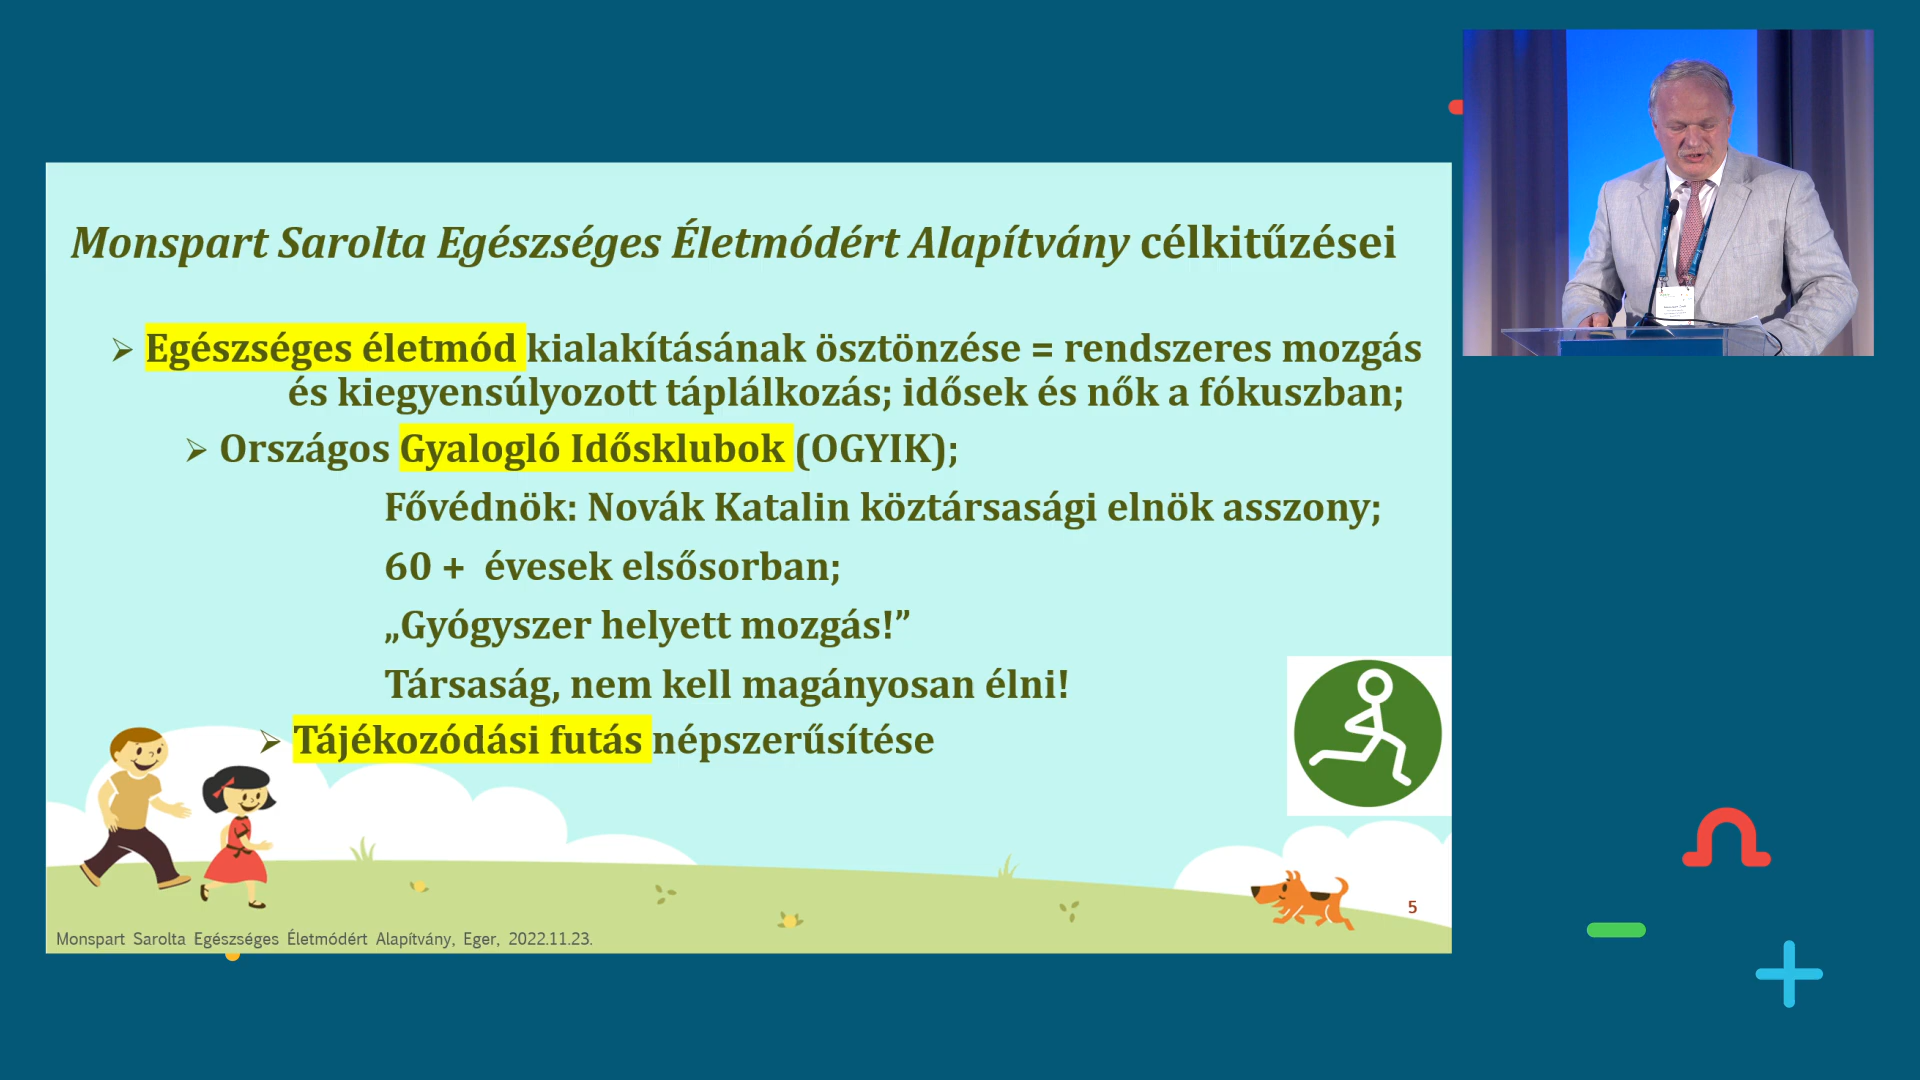 Monspart Sarolta Egészséges Életmódért Alapítvány célkitűzései
Egészséges életmód kialakításának ösztönzése = rendszeres mozgás
és kiegyensúlyozott táplálkozás; idősek és nők a fókuszban;
Országos Gyalogló Idősklubok (OGYIK);
Fővédnök: Novák Katalin köztársasági elnök asszony;
60 + évesek elsősorban;
„Gyógyszer helyett mozgás!”
Társaság, nem kell magányosan élni!
Tájékozódási futás népszerűsítése
5
Monspart Sarolta Egészséges Életmódért Alapítvány, Eger, 2022.11.23.